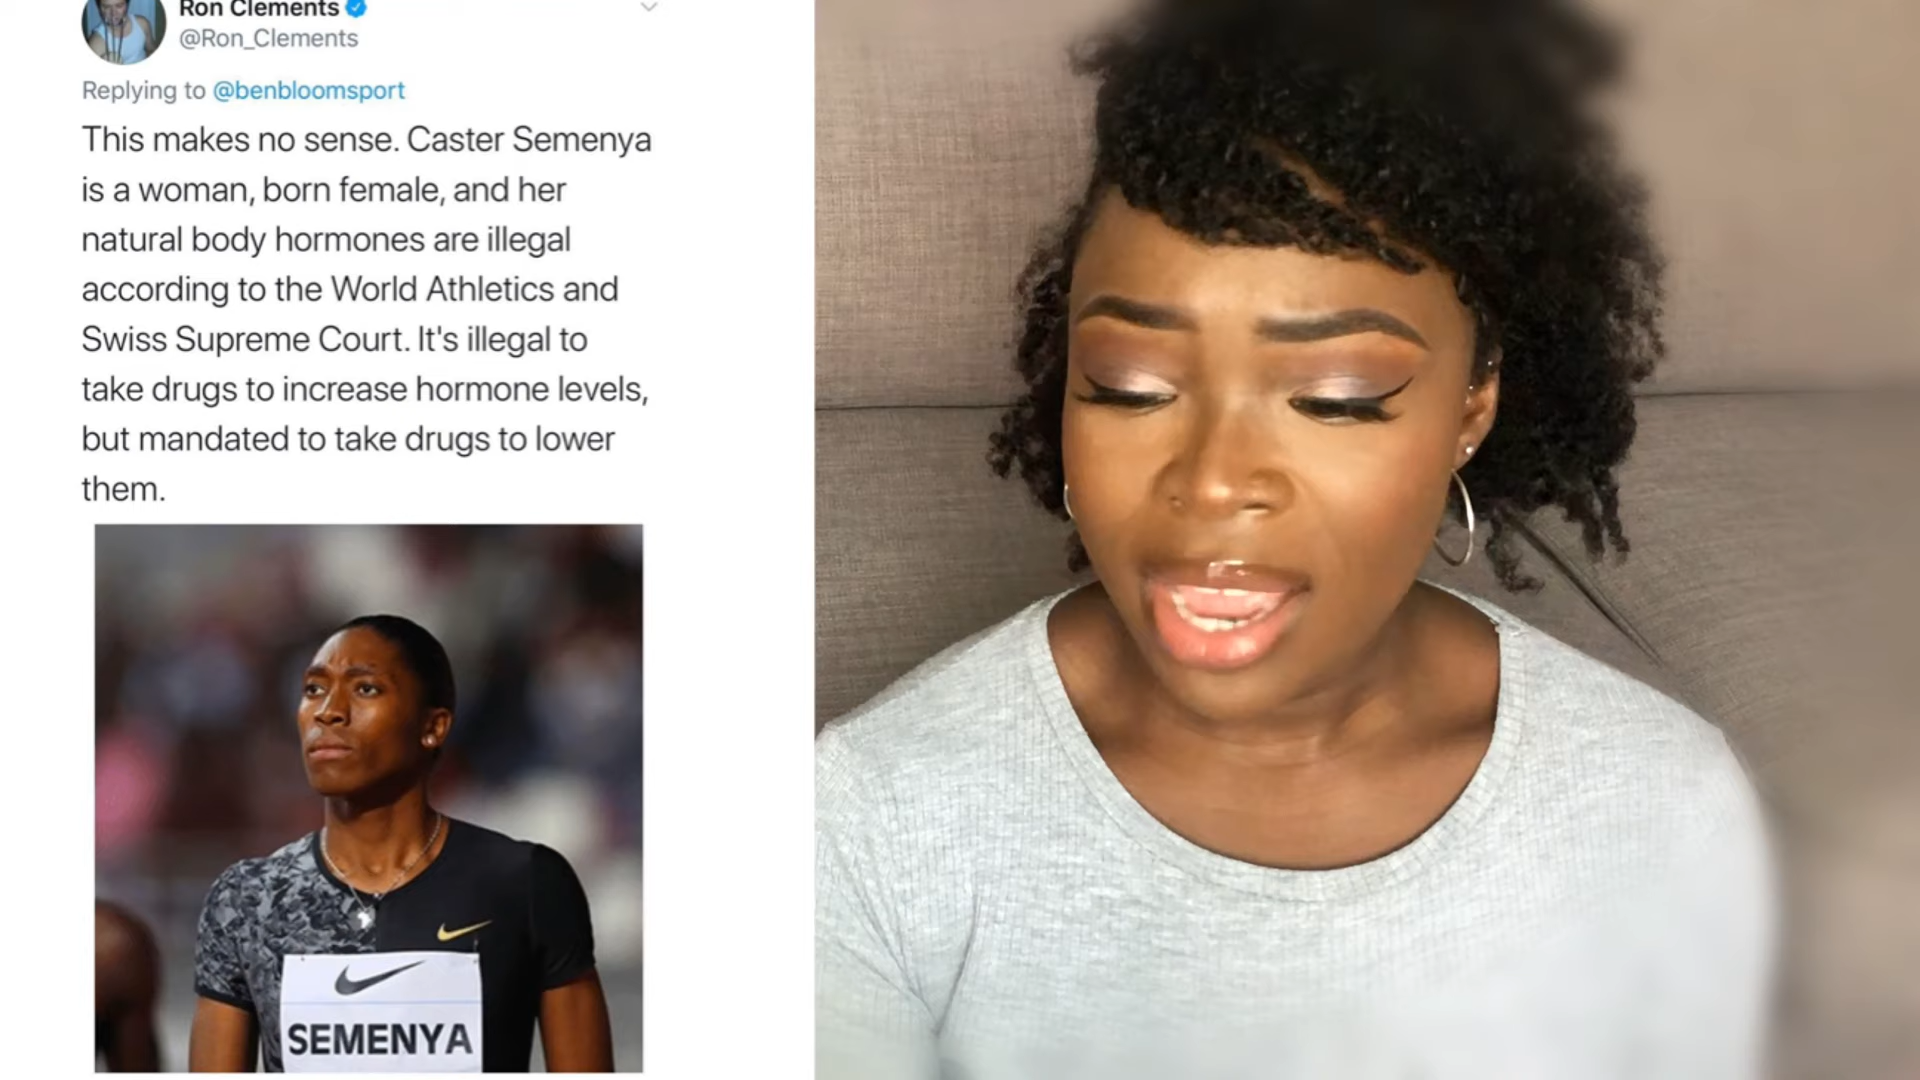 Ron Clements
@Ron_Clements
Replying to @benbloomsport
This makes no sense. Caster Semenya
is a woman, born female, and her
natural body hormones are illegal
according to the World Athletics and
Swiss Supreme Court. It's illegal to
take drugs to increase hormone levels,
but mandated to take drugs to lower
them.
SEMENYA